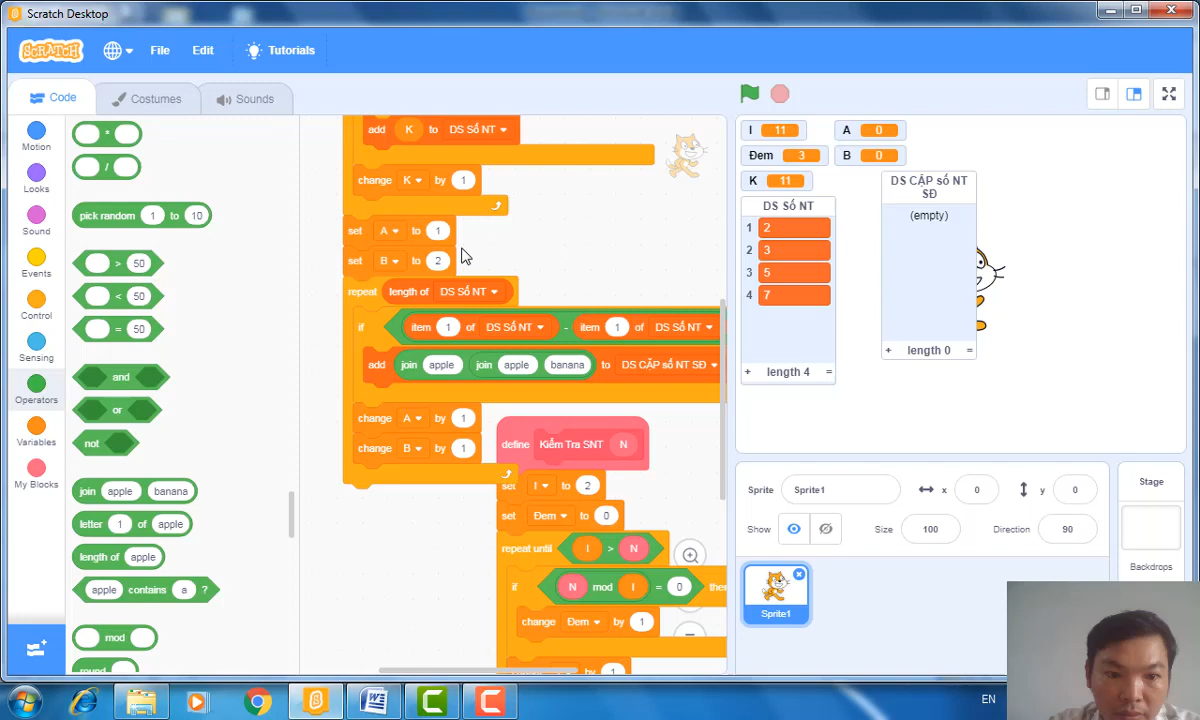 Scratch Desktop
SCRATCH File Edit Tutorials
Code Costumes Sounds
Motion
Looks
Sound
Events
Control
Sensing
Operators
Variables
My Blocks
*
/
pick random 1 to 10
> 50
< 50
= 50
and
or
not
join apple banana
letter 1 of apple
length of apple
apple contains a ?
mod
add K to DS Số NT
change K by 1
set A to 1
set B to 2
repeat length of DS Số NT
if item 1 of DS Số NT - item 1 of DS Số NT
add join apple join apple banana to DS CẶP số NT SĐ
change A by 1
change B by 1
define Kiểm Tra SNT N
set I to 2
set Đem to 0
repeat until I > N
if N mod I = 0 then
change Đem by 1
by 1
I 11
A 0
Đem 3
B 0
K 11
DS Số NT
1 2
2 3
3 5
4 7
+ length 4 =
DS CẶP số NT
SĐ
(empty)
+ length 0 =
Sprite Sprite1 x 0 y 0
Show Size 100 Direction 90
Sprite1
Stage
Backdrops
EN